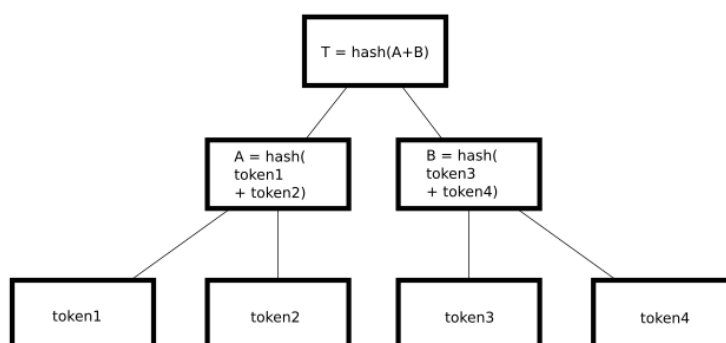 T = hash(A+B)
A = hash(
token1
+ token2)
B = hash(
token3
+ token4)
token1
token2
token3
token4